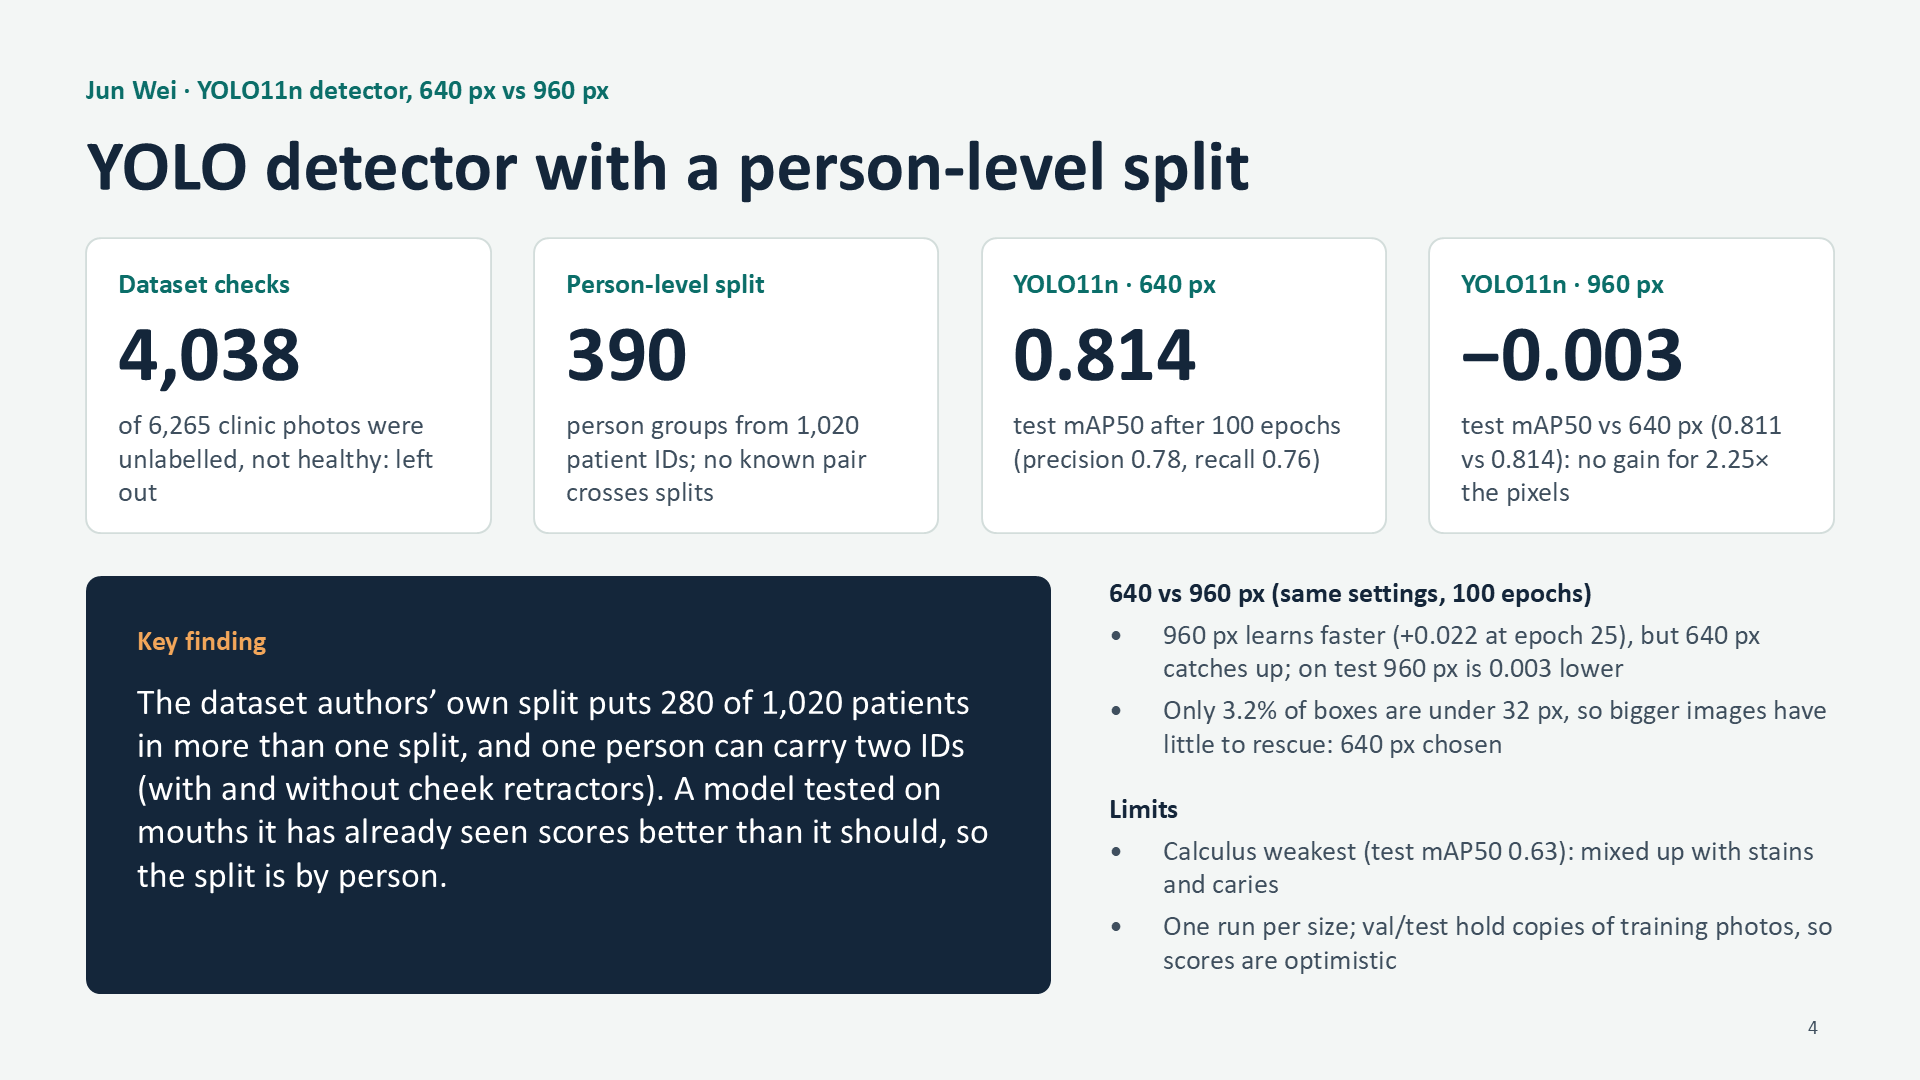 Jun Wei · YOLO11n detector, 640 px vs 960 px
YOLO detector with a person-level split
Dataset checks
4,038
of 6,265 clinic photos were
unlabelled, not healthy: left
out
Person-level split
390
person groups from 1,020
patient IDs; no known pair
crosses splits
YOLO11n · 640 px
0.814
test mAP50 after 100 epochs
(precision 0.78, recall 0.76)
YOLO11n · 960 px
−0.003
test mAP50 vs 640 px (0.811
vs 0.814): no gain for 2.25×
the pixels
Key finding
The dataset authors’ own split puts 280 of 1,020 patients
in more than one split, and one person can carry two IDs
(with and without cheek retractors). A model tested on
mouths it has already seen scores better than it should, so
the split is by person.
640 vs 960 px (same settings, 100 epochs)
• 960 px learns faster (+0.022 at epoch 25), but 640 px
catches up; on test 960 px is 0.003 lower
• Only 3.2% of boxes are under 32 px, so bigger images have
little to rescue: 640 px chosen
Limits
• Calculus weakest (test mAP50 0.63): mixed up with stains
and caries
• One run per size; val/test hold copies of training photos, so
scores are optimistic
4